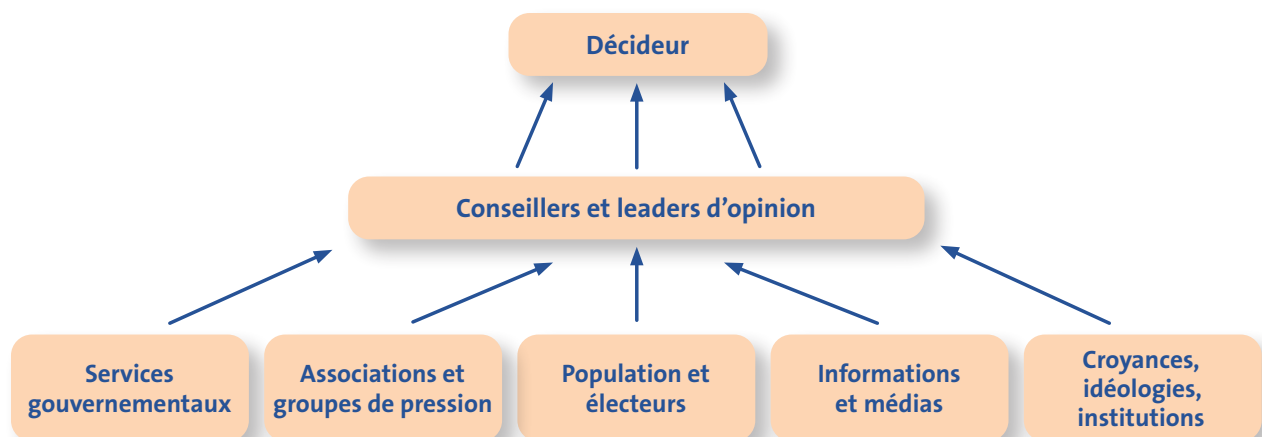 Décideur
Conseillers et leaders d’opinion
Services
gouvernementaux
Associations et
groupes de pression
Population et
électeurs
Informations
et médias
Croyances,
idéologies,
institutions